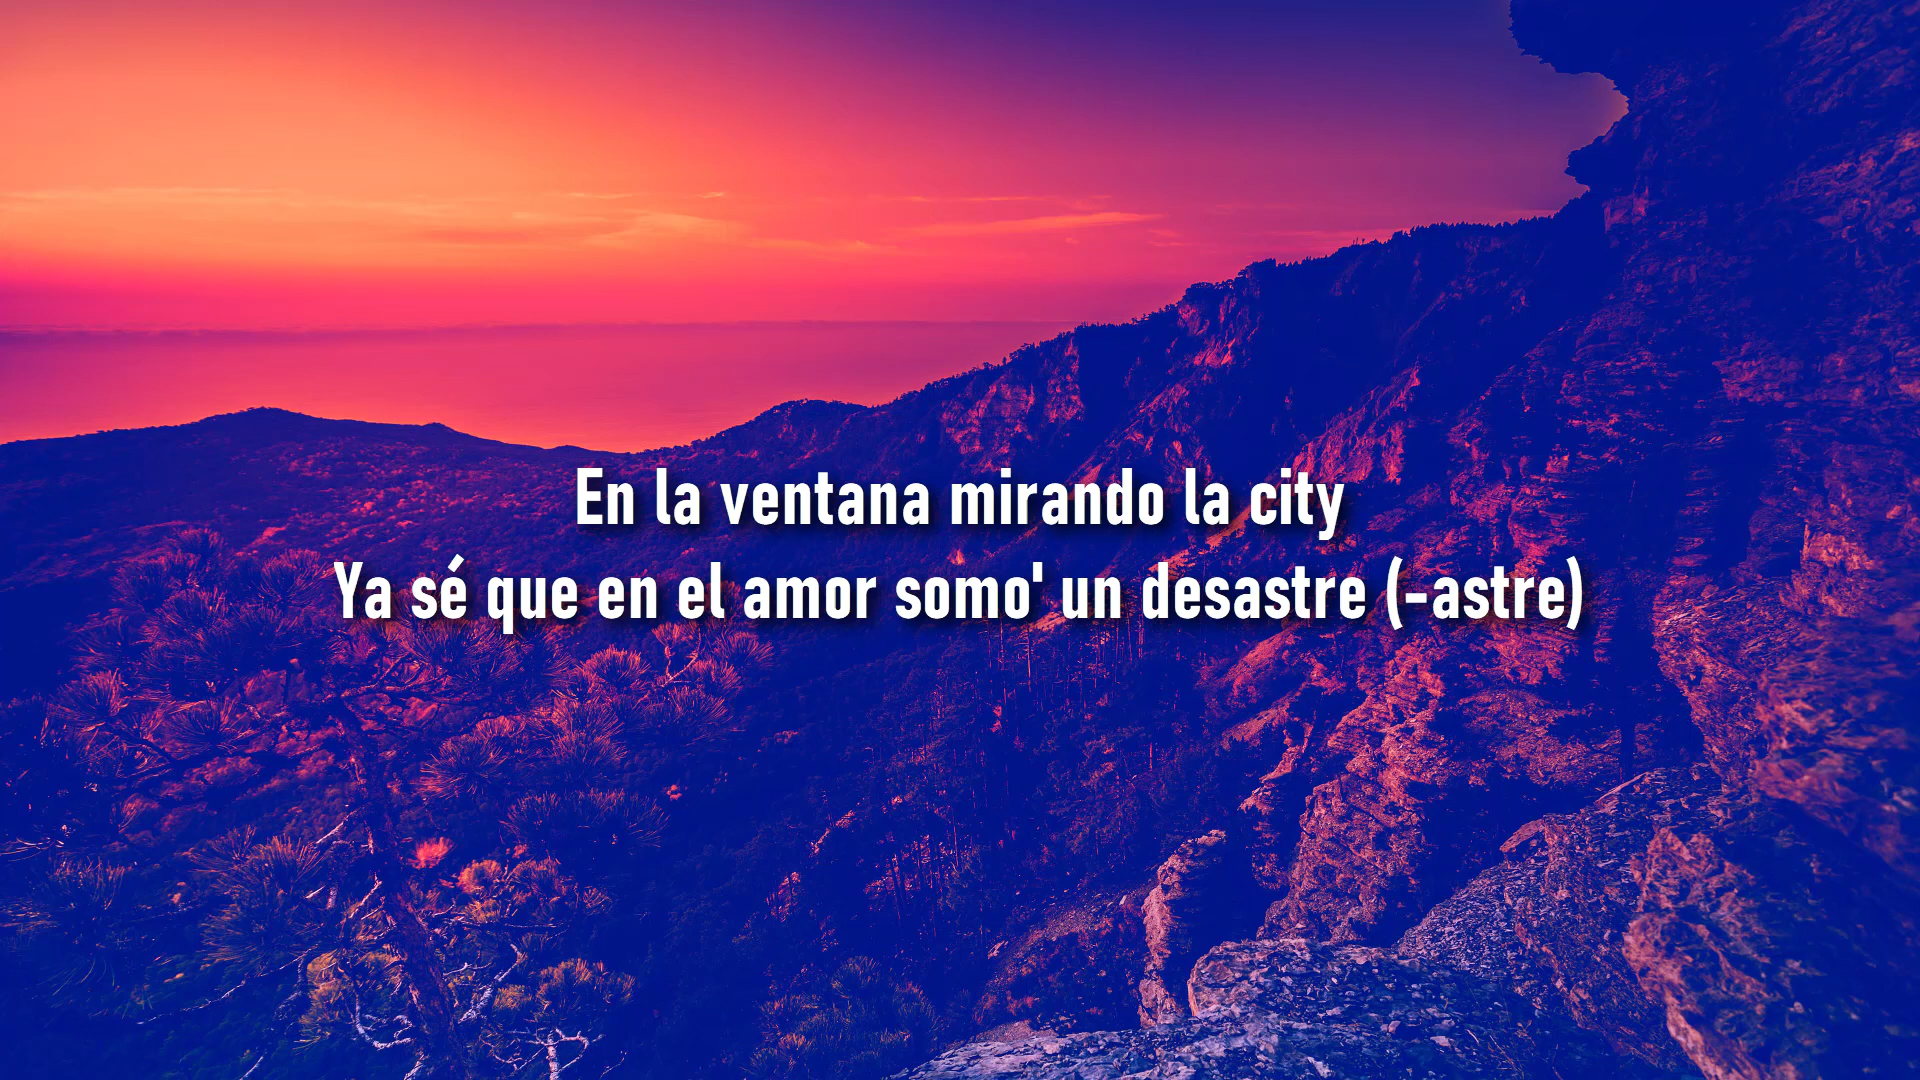 En la ventana mirando la city
Ya sé que en el amor somo' un desastre (-astre)